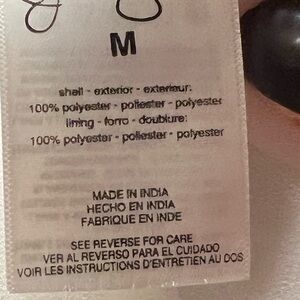 M
shell - exterior - exterieur:
100% polyester - poliester - polyester
lining - forro - doublure:
100% polyester - poliester - polyester
MADE IN INDIA
HECHO EN INDIA
FABRIQUE EN INDE
SEE REVERSE FOR CARE
VER AL REVERSO PARA EL CUIDADO
VOIR LES INSTRUCTIONS D'ENTRETIEN AU DOS